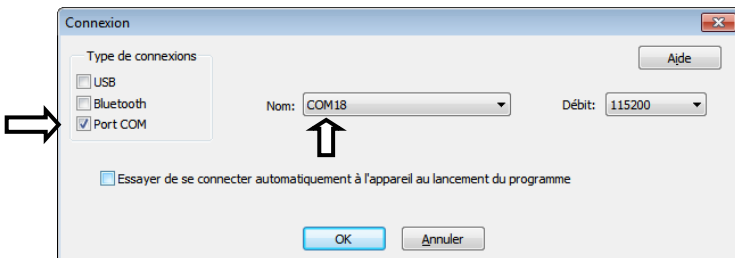 Connexion
Type de connexions
Aide
USB
Bluetooth
Nom: COM18 Débit: 115200
Port COM
Essayer de se connecter automatiquement à l'appareil au lancement du programme
OK Annuler